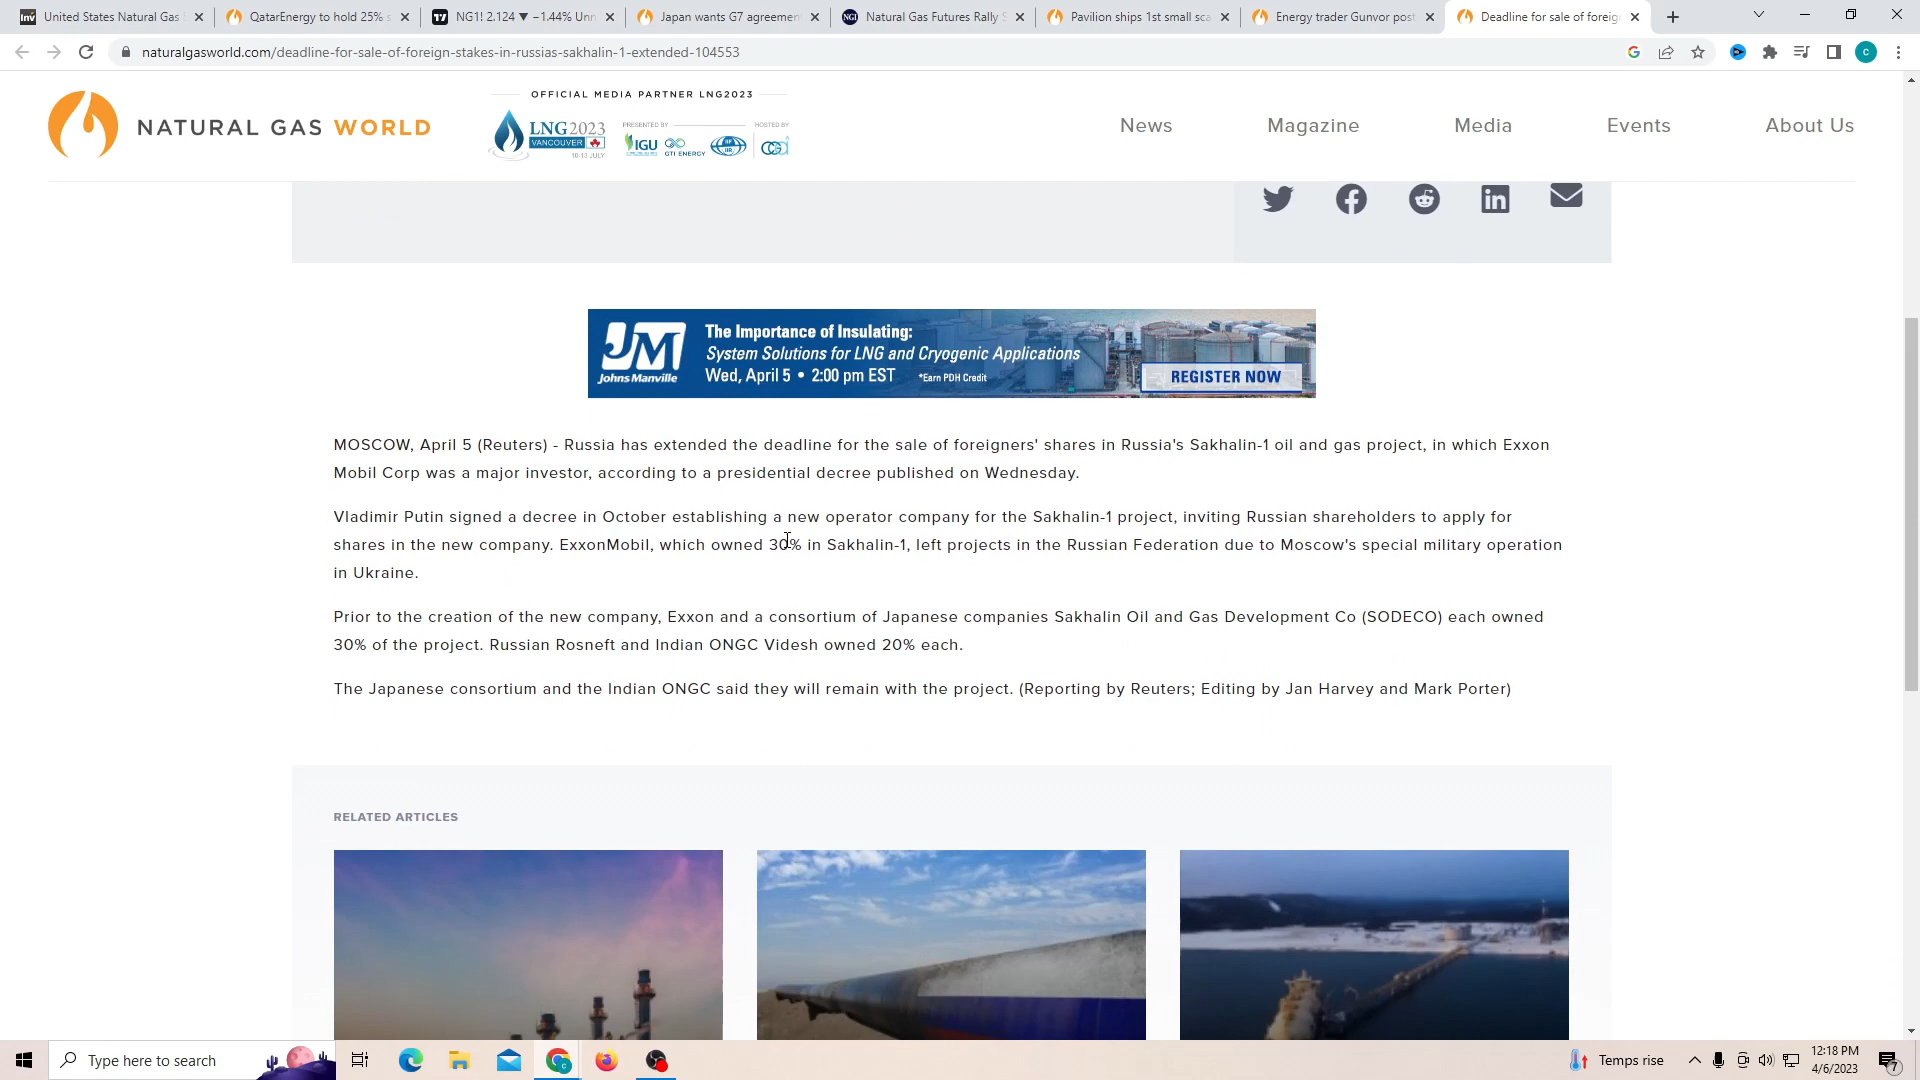 United States Natural Gas
QatarEnergy to hold 25% s
NG1! 2.124 ▼ −1.44% Unn
Japan wants G7 agreemen
Natural Gas Futures Rally S
Pavilion ships 1st small sca
Energy trader Gunvor post
Deadline for sale of foreig
naturalgasworld.com/deadline-for-sale-of-foreign-stakes-in-russias-sakhalin-1-extended-104553
NATURAL GAS WORLD
OFFICIAL MEDIA PARTNER LNG2023
LNG2023
VANCOUVER
10-13 JULY
PRESENTED BY
HOSTED BY
IGU
GTI ENERGY
News
Magazine
Media
Events
About Us
JM
Johns Manville
The Importance of Insulating:
System Solutions for LNG and Cryogenic Applications
Wed, April 5 • 2:00 pm EST *Earn PDH Credit
REGISTER NOW
MOSCOW, April 5 (Reuters) - Russia has extended the deadline for the sale of foreigners' shares in Russia's Sakhalin-1 oil and gas project, in which Exxon
Mobil Corp was a major investor, according to a presidential decree published on Wednesday.
Vladimir Putin signed a decree in October establishing a new operator company for the Sakhalin-1 project, inviting Russian shareholders to apply for
shares in the new company. ExxonMobil, which owned 30% in Sakhalin-1, left projects in the Russian Federation due to Moscow's special military operation
in Ukraine.
Prior to the creation of the new company, Exxon and a consortium of Japanese companies Sakhalin Oil and Gas Development Co (SODECO) each owned
30% of the project. Russian Rosneft and Indian ONGC Videsh owned 20% each.
The Japanese consortium and the Indian ONGC said they will remain with the project. (Reporting by Reuters; Editing by Jan Harvey and Mark Porter)
RELATED ARTICLES
Type here to search
Temps rise
12:18 PM
4/6/2023
7